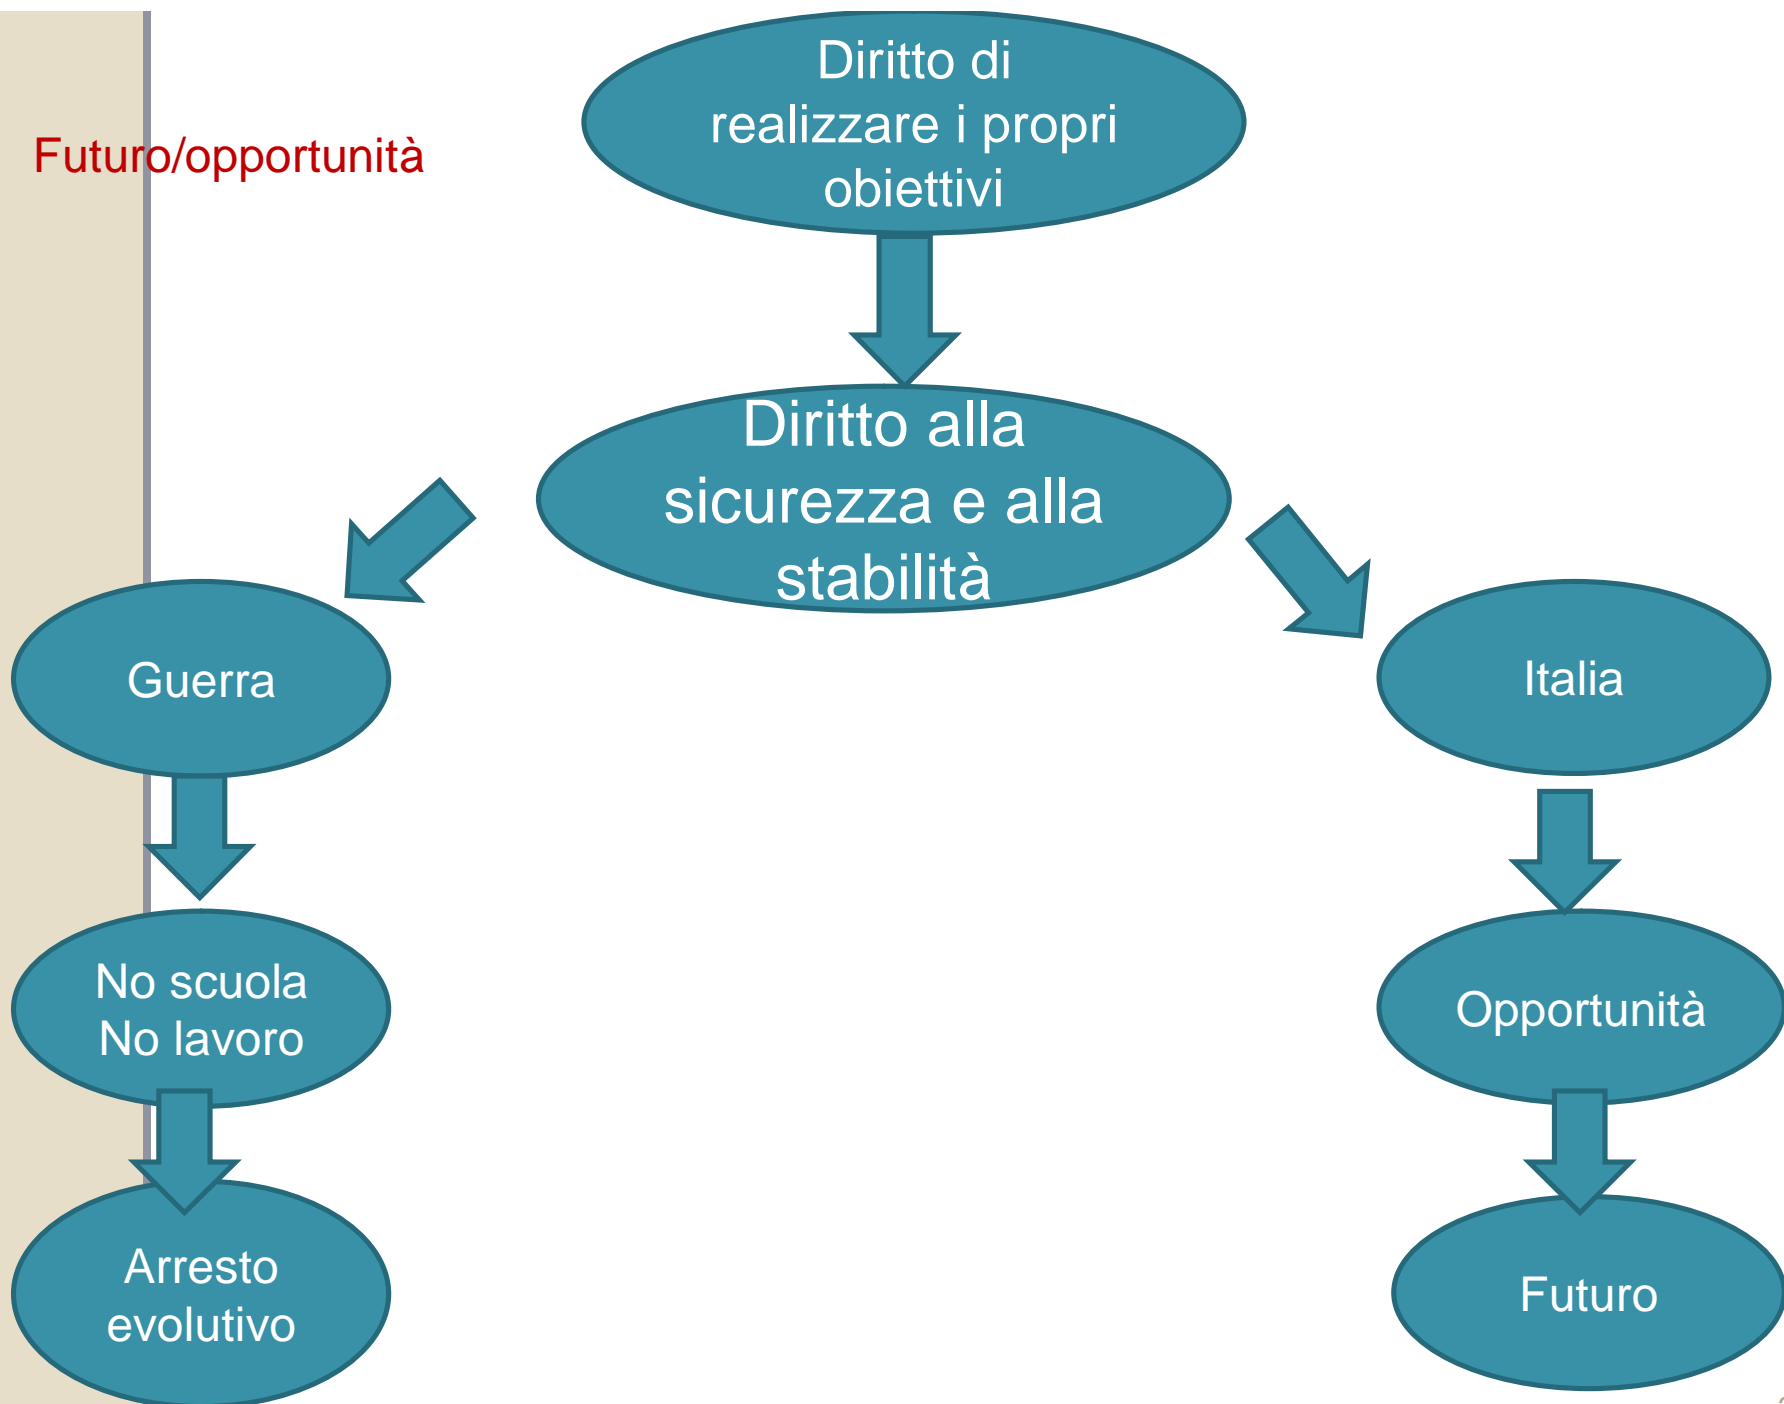 Futuro/opportunità
Diritto di
realizzare i propri
obiettivi
Diritto alla
sicurezza e alla
stabilità
Guerra
Italia
No scuola
No lavoro
Opportunità
Arresto
evolutivo
Futuro